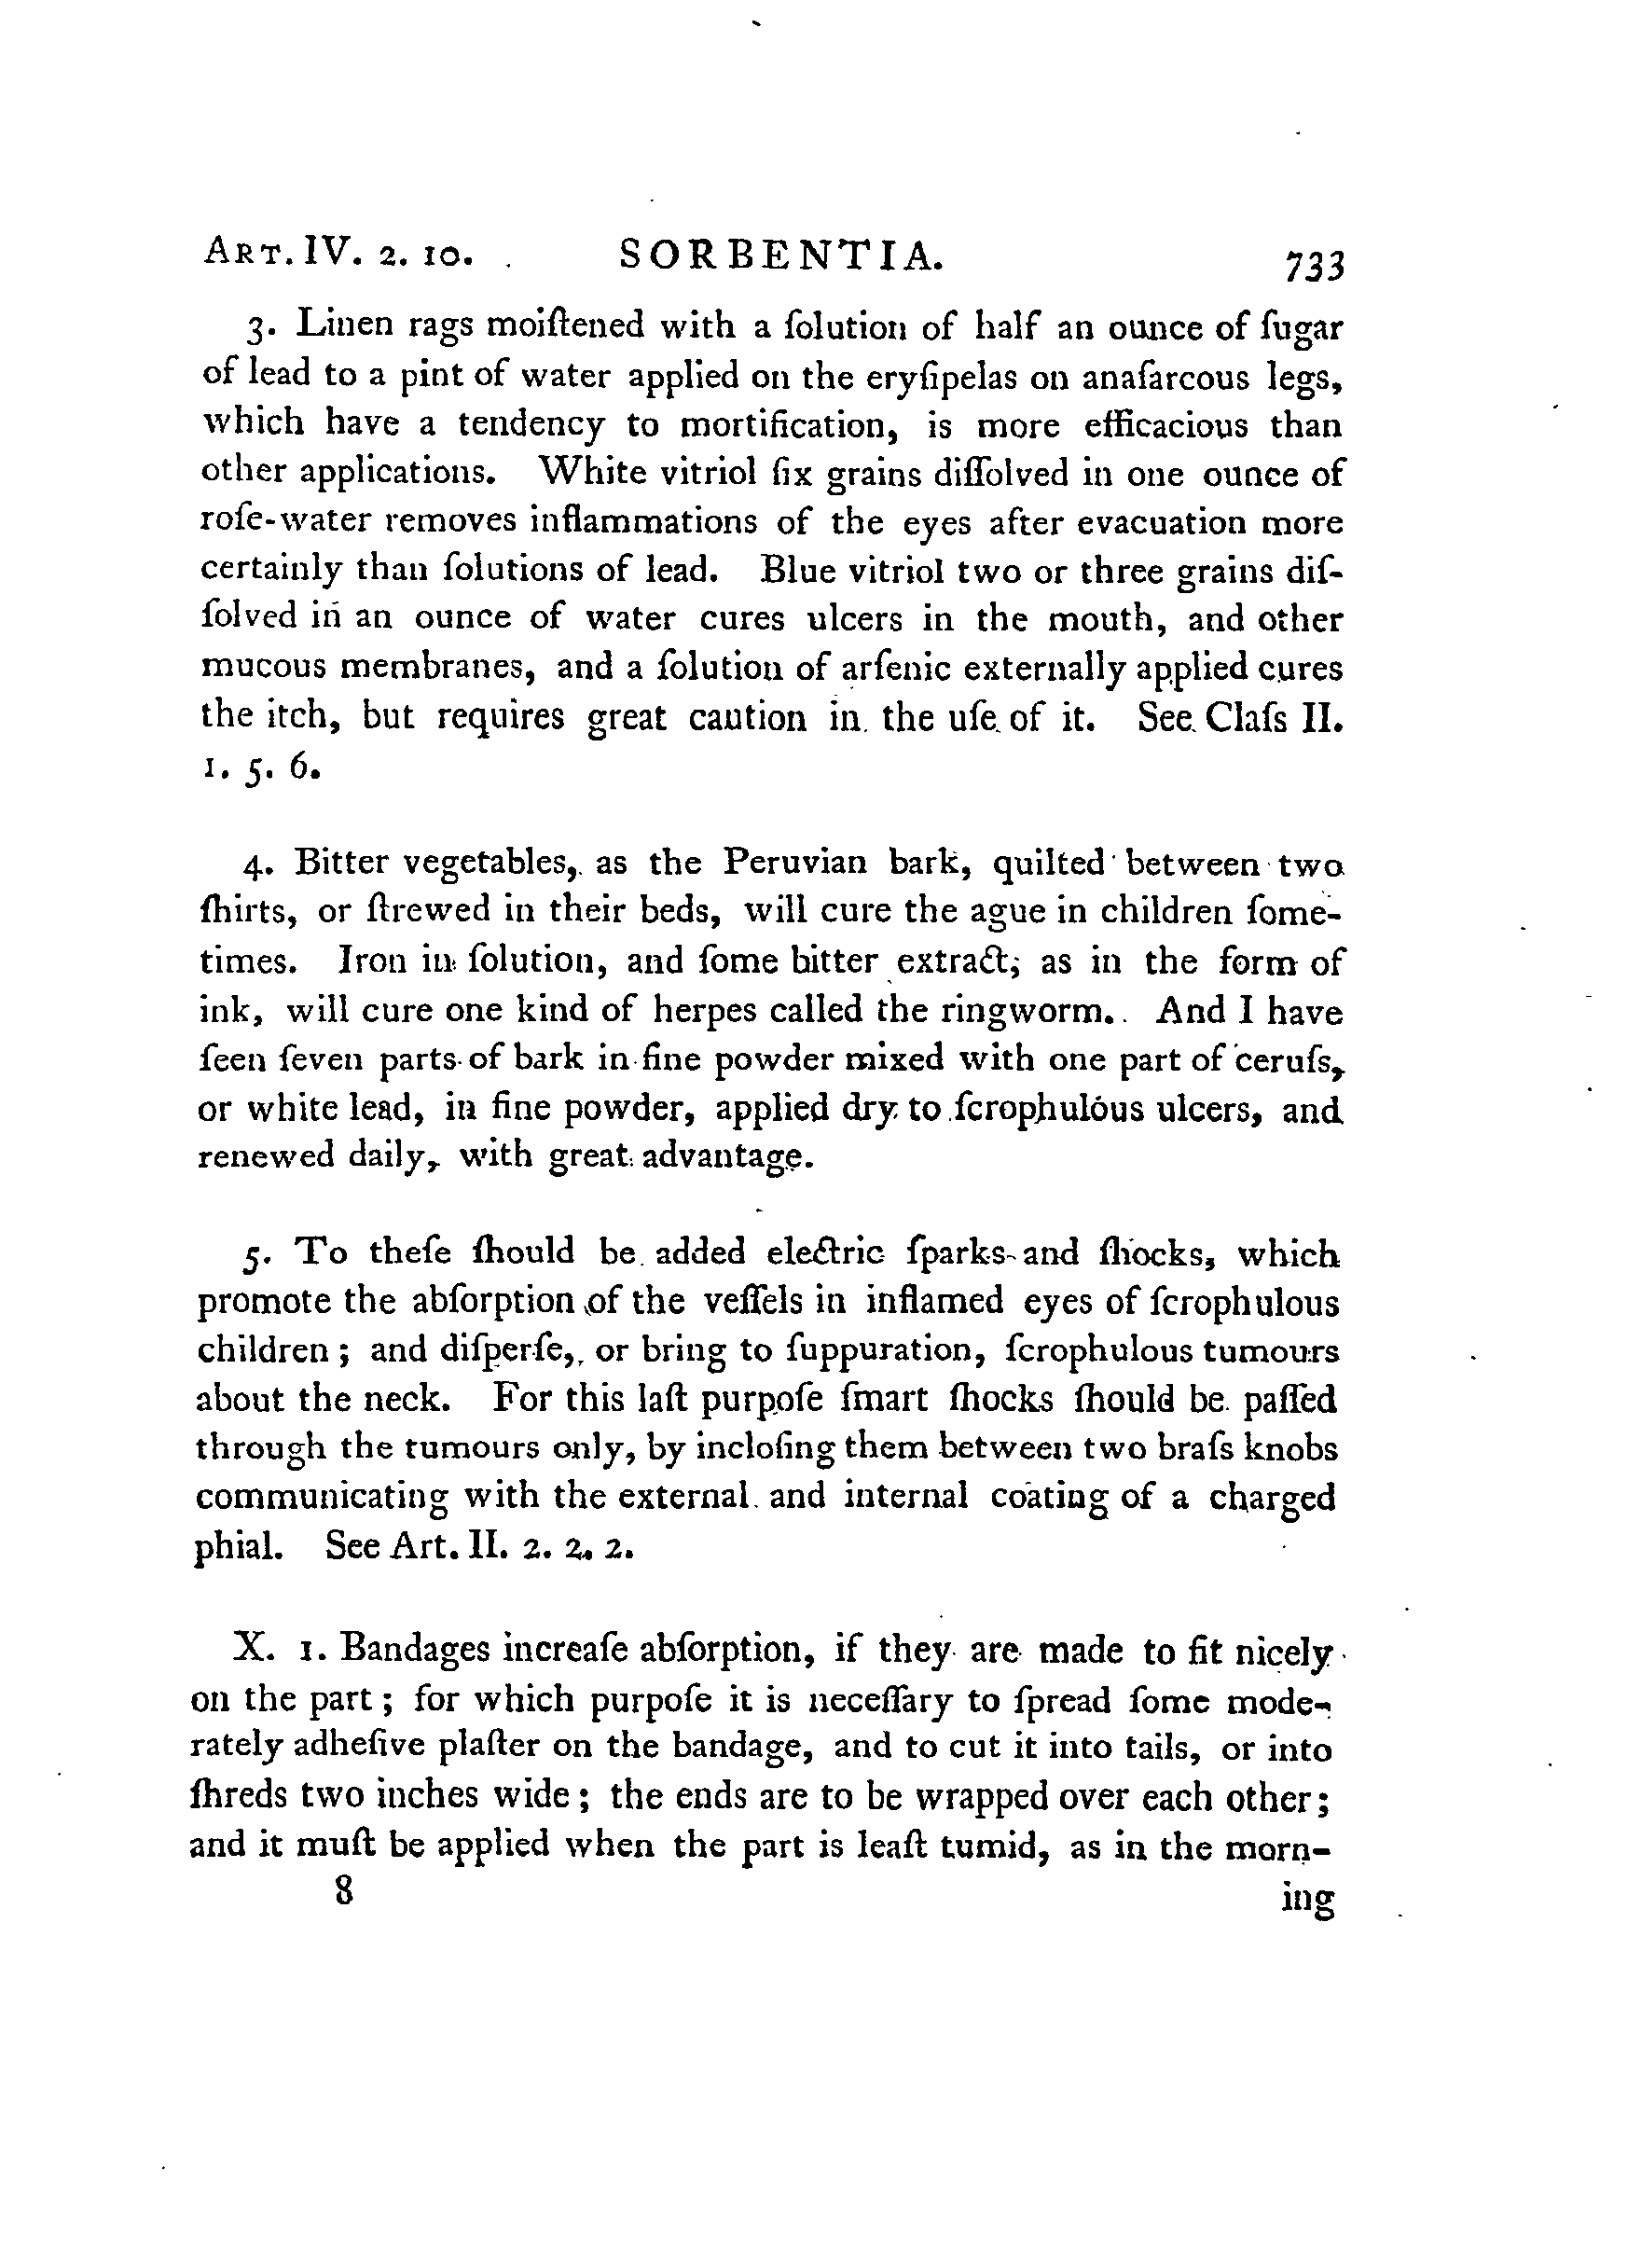 ART. IV. 2. 10. SORBENTIA. 733
3. Linen rags moiſtened with a ſolution of half an ounce of ſugar
of lead to a pint of water applied on the eryſipelas on anaſarcous legs,
which have a tendency to mortification, is more efficacious than
other applications. White vitriol ſix grains diſſolved in one ounce of
roſe-water removes inflammations of the eyes after evacuation more
certainly than ſolutions of lead. Blue vitriol two or three grains diſ-
ſolved in an ounce of water cures ulcers in the mouth, and other
mucous membranes, and a ſolution of arſenic externally applied cures
the itch, but requires great caution in the uſe of it. See Claſs II.
1. 5. 6.
4. Bitter vegetables, as the Peruvian bark, quilted between two
ſhirts, or ſtrewed in their beds, will cure the ague in children ſome-
times. Iron in ſolution, and ſome bitter extract, as in the form of
ink, will cure one kind of herpes called the ringworm. And I have
ſeen ſeven parts of bark in fine powder mixed with one part of ceruſs,
or white lead, in fine powder, applied dry to ſcrophulous ulcers, and
renewed daily, with great advantage.
5. To theſe ſhould be added electric ſparks and ſhocks, which
promote the abſorption of the veſſels in inflamed eyes of ſcrophulous
children; and diſperſe, or bring to ſuppuration, ſcrophulous tumours
about the neck. For this laſt purpoſe ſmart ſhocks ſhould be paſſed
through the tumours only, by incloſing them between two braſs knobs
communicating with the external and internal coating of a charged
phial. See Art. II. 2. 2. 2.
X. 1. Bandages increaſe abſorption, if they are made to fit nicely
on the part; for which purpoſe it is neceſſary to ſpread ſome mode-
rately adheſive plaſter on the bandage, and to cut it into tails, or into
ſhreds two inches wide; the ends are to be wrapped over each other;
and it muſt be applied when the part is leaſt tumid, as in the morn-
8 ing